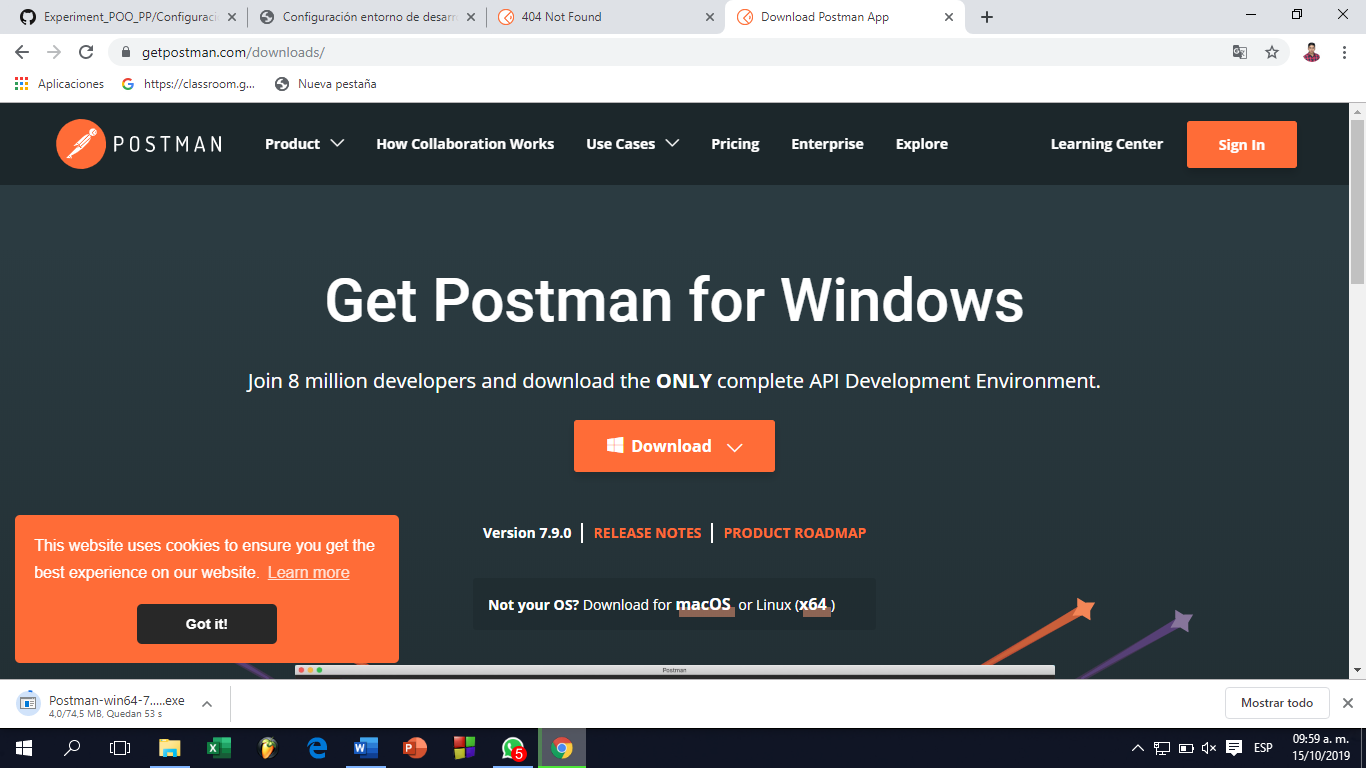 Experiment_POO_PP/Configuraci
Configuración entorno de desarr
404 Not Found
Download Postman App
getpostman.com/downloads/
Aplicaciones
https://classroom.g...
Nueva pestaña
POSTMAN
Product
How Collaboration Works
Use Cases
Pricing
Enterprise
Explore
Learning Center
Sign In
Get Postman for Windows
Join 8 million developers and download the ONLY complete API Development Environment.
Download
Version 7.9.0
RELEASE NOTES
PRODUCT ROADMAP
Not your OS? Download for macOS or Linux (x64 )
This website uses cookies to ensure you get the
best experience on our website. Learn more
Got it!
Postman
Postman-win64-7.....exe
4,0/74,5 MB, Quedan 53 s
Mostrar todo
5
ESP
09:59 a. m.
15/10/2019